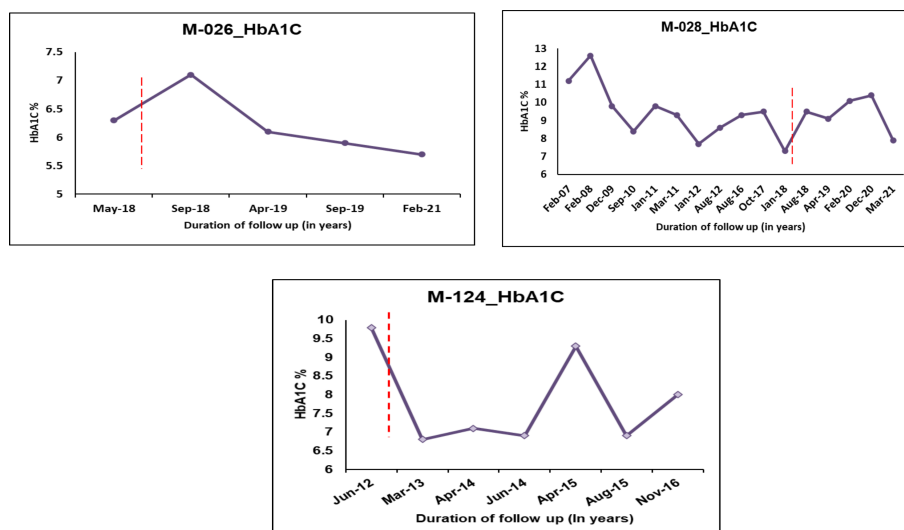 M-026_HbA1C
7.5
7
6.5
6
5.5
5
HbA1C %
May-18 Sep-18 Apr-19 Sep-19 Feb-21
Duration of follow up (in years)
M-028_HbA1C
13
12
11
10
9
8
7
6
HbA1C %
Feb-07 Feb-08 Dec-09 Sep-10 Jan-11 Mar-11 Jan-12 Aug-12 Aug-16 Oct-17 Jan-18 Aug-18 Apr-19 Feb-20 Dec-20 Mar-21
Duration of follow up (in years)
M-124_HbA1C
10
9.5
9
8.5
8
7.5
7
6.5
6
HbA1C %
Jun-12 Mar-13 Apr-14 Jun-14 Apr-15 Aug-15 Nov-16
Duration of follow up (In years)